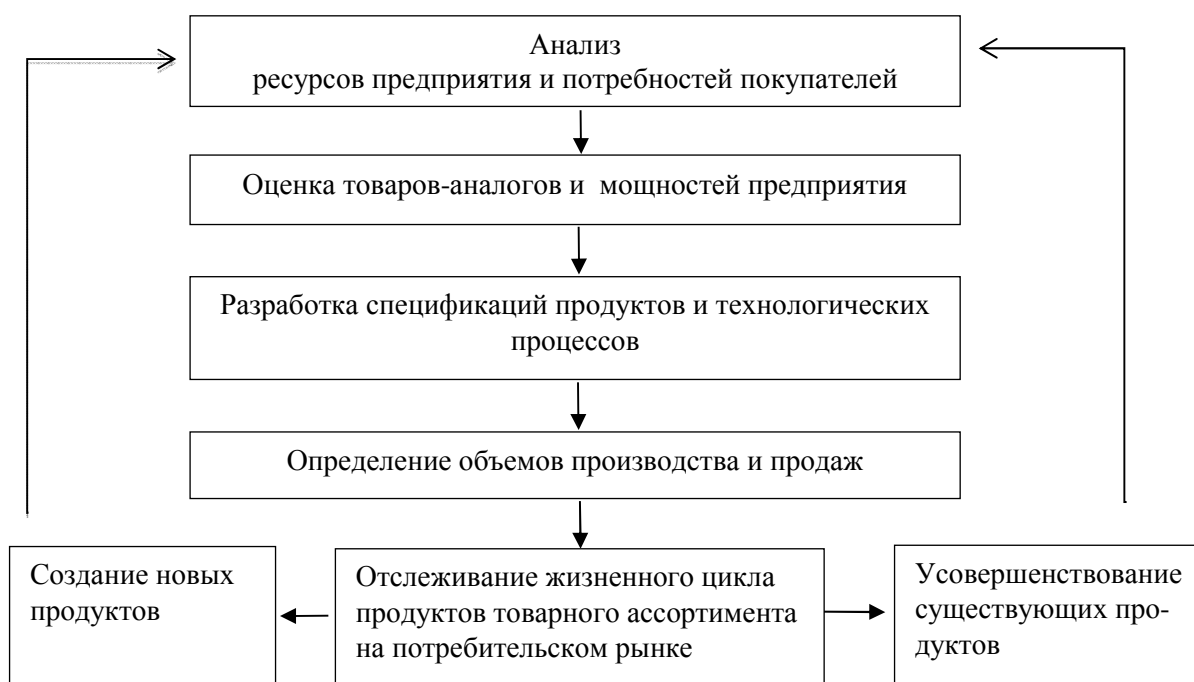 Анализ
ресурсов предприятия и потребностей покупателей
Оценка товаров-аналогов и мощностей предприятия
Разработка спецификаций продуктов и технологических
процессов
Определение объемов производства и продаж
Создание новых
продуктов
Отслеживание жизненного цикла
продуктов товарного ассортимента
на потребительском рынке
Усовершенствование
существующих про-
дуктов